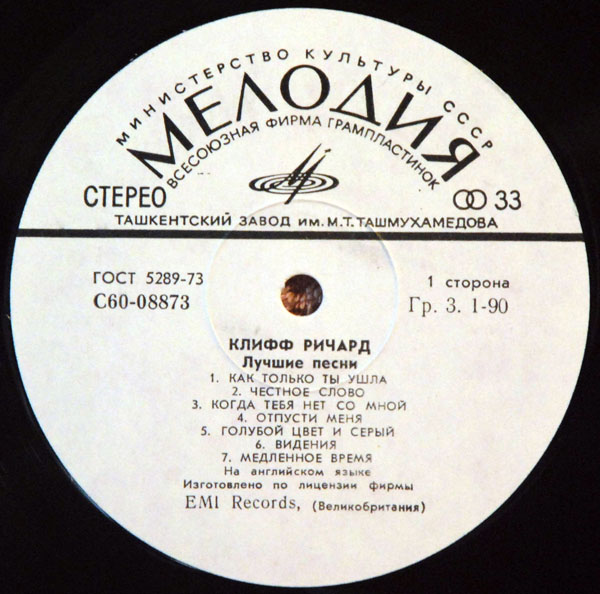 МИНИСТЕРСТВО КУЛЬТУРЫ СССР
МЕЛОДИЯ
ВСЕСОЮЗНАЯ ФИРМА ГРАМПЛАСТИНОК
СТЕРЕО
33
ТАШКЕНТСКИЙ ЗАВОД им. М.Т. ТАШМУХАМЕДОВА
ГОСТ 5289-73
С60-08873
1 сторона
Гр. 3. 1-90
КЛИФФ РИЧАРД
Лучшие песни
1. КАК ТОЛЬКО ТЫ УШЛА
2. ЧЕСТНОЕ СЛОВО
3. КОГДА ТЕБЯ НЕТ СО МНОЙ
4. ОТПУСТИ МЕНЯ
5. ГОЛУБОЙ ЦВЕТ И СЕРЫЙ
6. ВИДЕНИЯ
7. МЕДЛЕННОЕ ВРЕМЯ
На английском языке
Изготовлено по лицензии фирмы
EMI Records, (Великобритания)